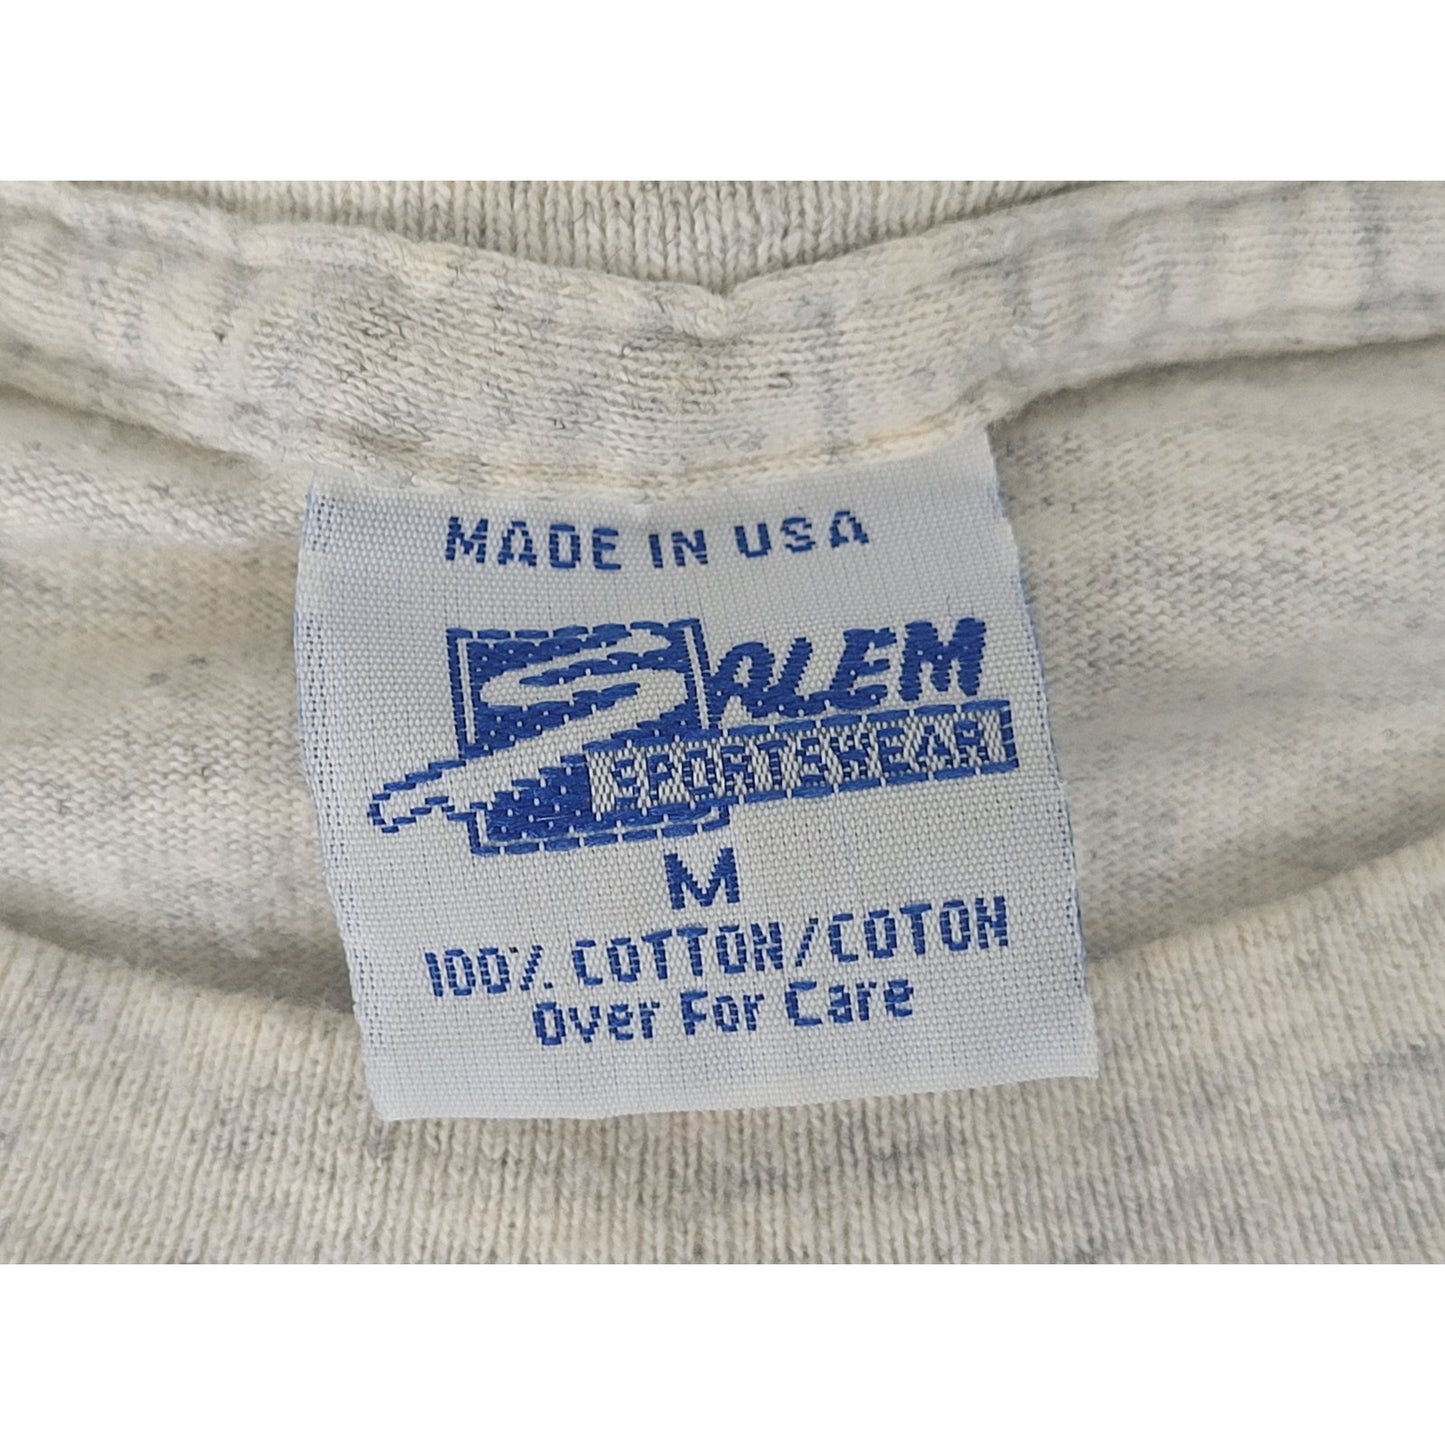 MADE IN USA
SALEM
SPORTSWEAR
M
100% COTTON/COTON
Over For Care